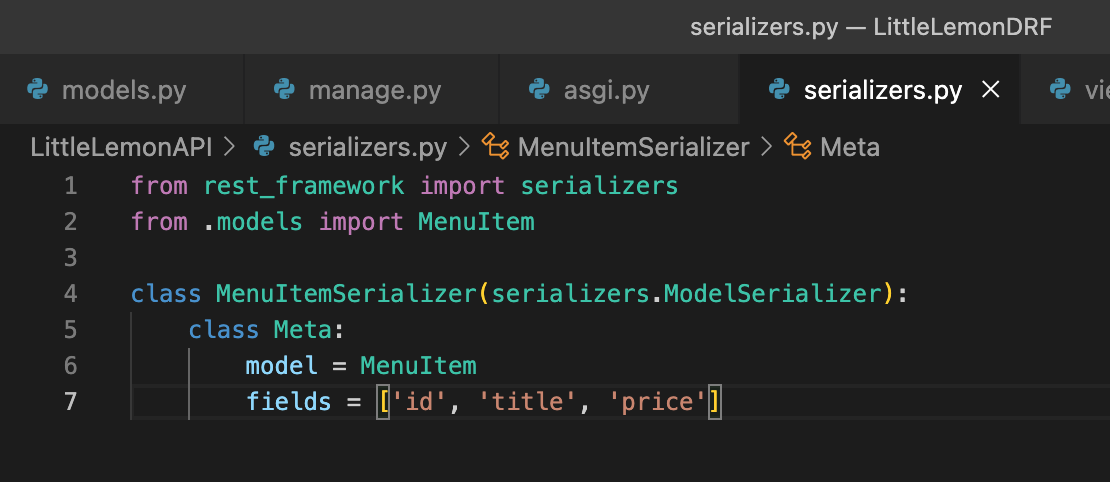 serializers.py — LittleLemonDRF
models.py manage.py asgi.py serializers.py × vie
LittleLemonAPI > serializers.py > MenuItemSerializer > Meta
1 from rest_framework import serializers
2 from .models import MenuItem
3
4 class MenuItemSerializer(serializers.ModelSerializer):
5     class Meta:
6         model = MenuItem
7         fields = ['id', 'title', 'price']